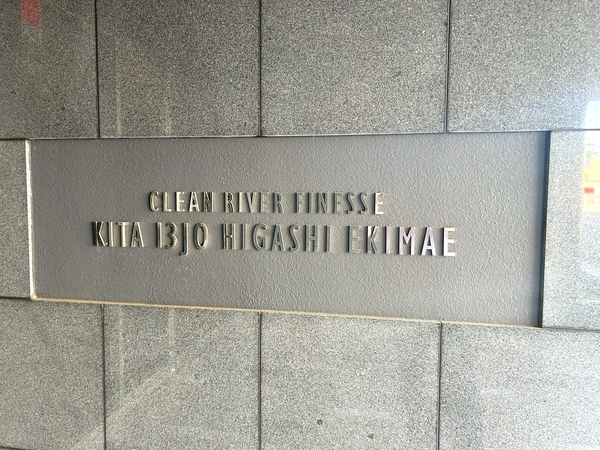 CLEAN RIVER FINESSE
KITA 13JO HIGASHI EKIMAE